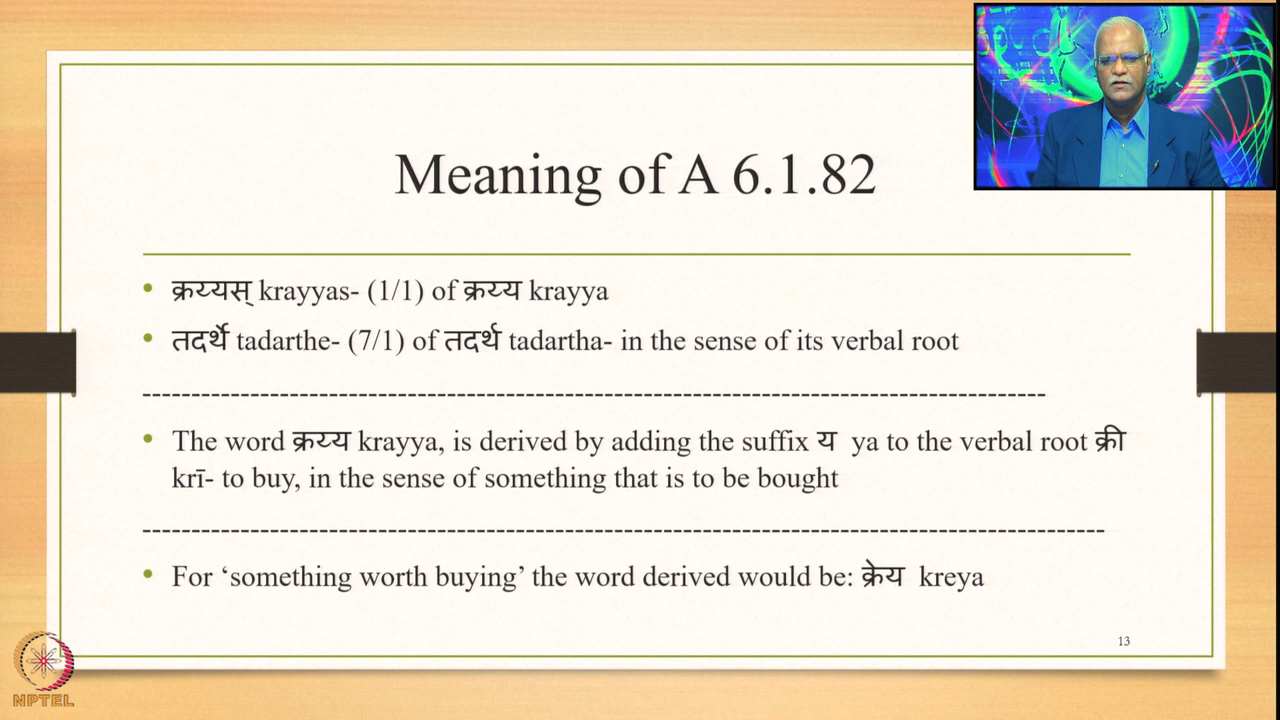 Meaning of A 6.1.82
• क्रय्यस् krayyas- (1/1) of क्रय्य krayya
• तदर्थे tadarthe- (7/1) of तदर्थ tadartha- in the sense of its verbal root
• The word क्रय्य krayya, is derived by adding the suffix य ya to the verbal root क्री
krī- to buy, in the sense of something that is to be bought
• For ‘something worth buying’ the word derived would be: क्रेय kreya
13
NPTEL